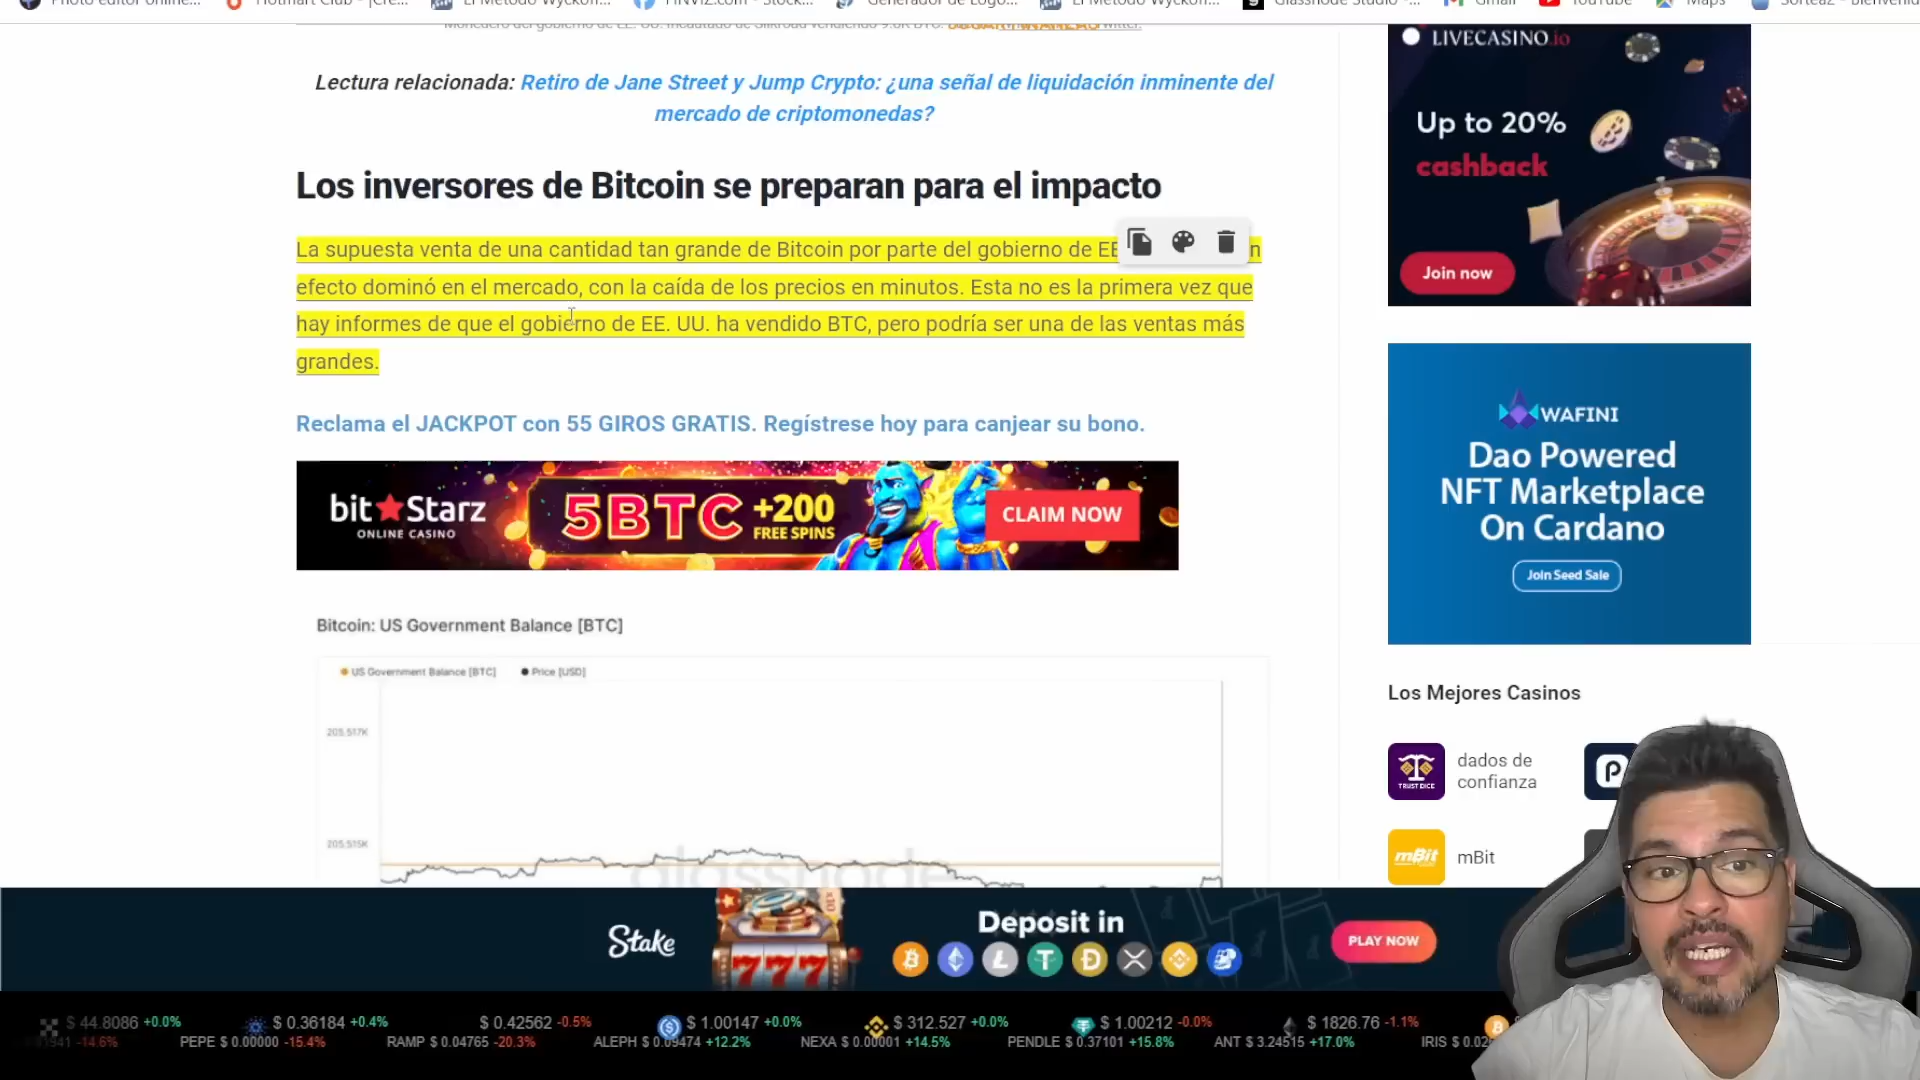 Photo editor online...
Hotmart Club - |Cre...
El Método Wyckoff...
FINVIZ.com - Stock...
Generador de Logo...
El Método Wyckoff...
Glassnode Studio -...
Gmail
YouTube
Maps
Monedero del gobierno de EE. UU. incautado de Silkroad vendiendo 9.8K BTC.
Lectura relacionada: Retiro de Jane Street y Jump Crypto: ¿una señal de liquidación inminente del
mercado de criptomonedas?
Los inversores de Bitcoin se preparan para el impacto
La supuesta venta de una cantidad tan grande de Bitcoin por parte del gobierno de EE
efecto dominó en el mercado, con la caída de los precios en minutos. Esta no es la primera vez que
hay informes de que el gobierno de EE. UU. ha vendido BTC, pero podría ser una de las ventas más
grandes.
Reclama el JACKPOT con 55 GIROS GRATIS. Regístrese hoy para canjear su bono.
bit Starz
ONLINE CASINO
5BTC +200
FREE SPINS
CLAIM NOW
Bitcoin: US Government Balance [BTC]
US Government Balance [BTC]
Price [USD]
205.517K
205.515K
glassnode
LIVECASINO.io
Up to 20%
cashback
Join now
WAFINI
Dao Powered
NFT Marketplace
On Cardano
Join Seed Sale
Los Mejores Casinos
TRUST DICE
dados de
confianza
mBit
mBit
Stake
777
Deposit in
PLAY NOW
$ 44.8086 +0.0%
$ 0.36184 +0.4%
$ 0.42562 -0.5%
$ 1.00147 +0.0%
$ 312.527 +0.0%
$ 1.00212 -0.0%
$ 1826.76 -1.1%
-14.6%
PEPE $ 0.00000 -15.4%
RAMP $ 0.04765 -20.3%
ALEPH $ 0.09474 +12.2%
NEXA $ 0.00001 +14.5%
PENDLE $ 0.37101 +15.8%
ANT $ 3.24515 +17.0%
IRIS $ 0.02